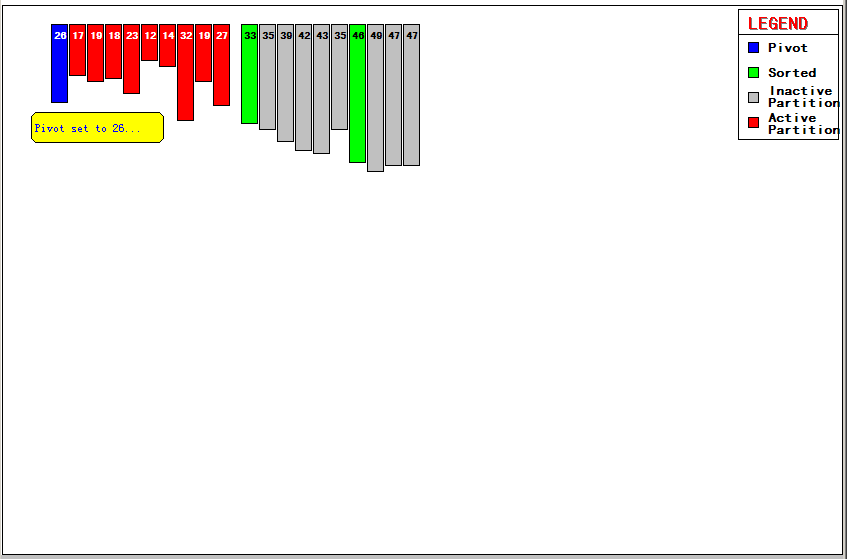 26 17 19 18 23 12 14 32 19 27 33 35 39 42 43 35 46 49 47 47
Pivot set to 26...
LEGEND
Pivot
Sorted
Inactive
Partition
Active
Partition